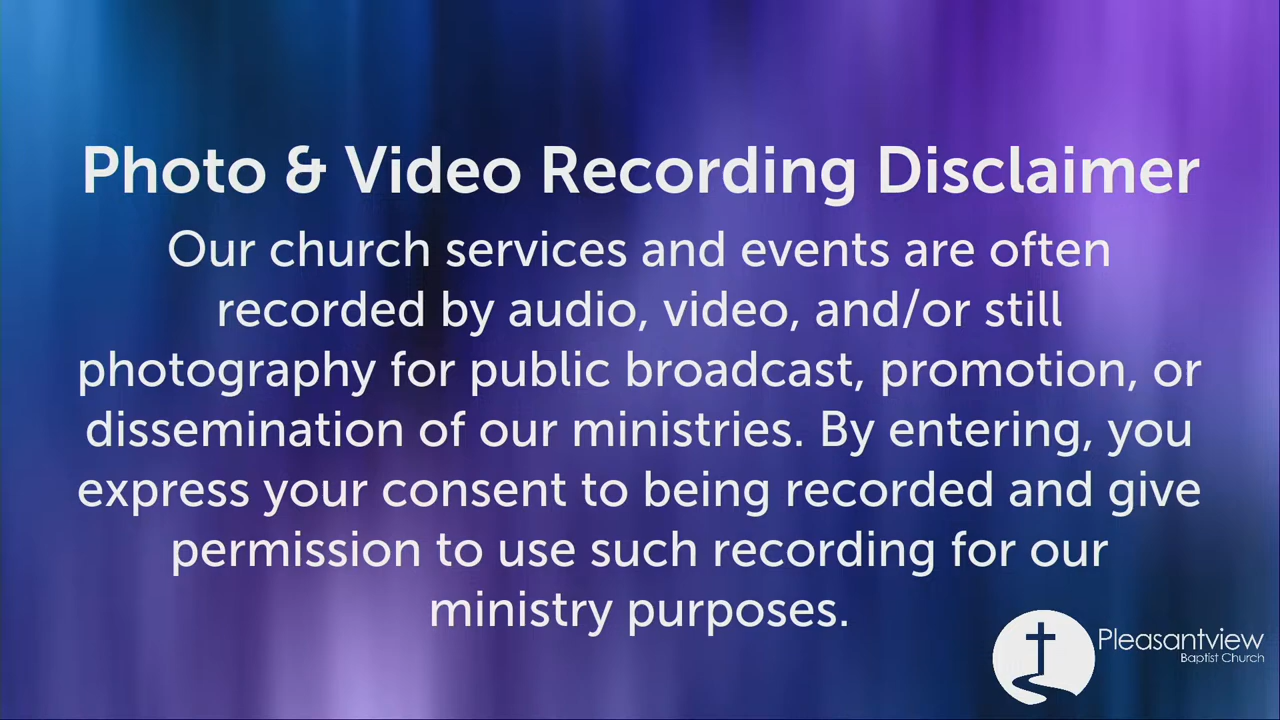 Photo & Video Recording Disclaimer
Our church services and events are often
recorded by audio, video, and/or still
photography for public broadcast, promotion, or
dissemination of our ministries. By entering, you
express your consent to being recorded and give
permission to use such recording for our
ministry purposes.
Pleasantview
Baptist Church